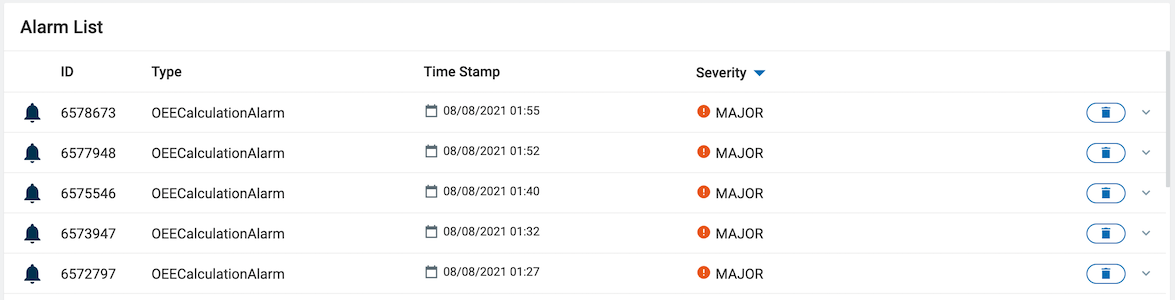 Alarm List
ID Type Time Stamp Severity
6578673 OEECalculationAlarm 08/08/2021 01:55 MAJOR
6577948 OEECalculationAlarm 08/08/2021 01:52 MAJOR
6575546 OEECalculationAlarm 08/08/2021 01:40 MAJOR
6573947 OEECalculationAlarm 08/08/2021 01:32 MAJOR
6572797 OEECalculationAlarm 08/08/2021 01:27 MAJOR